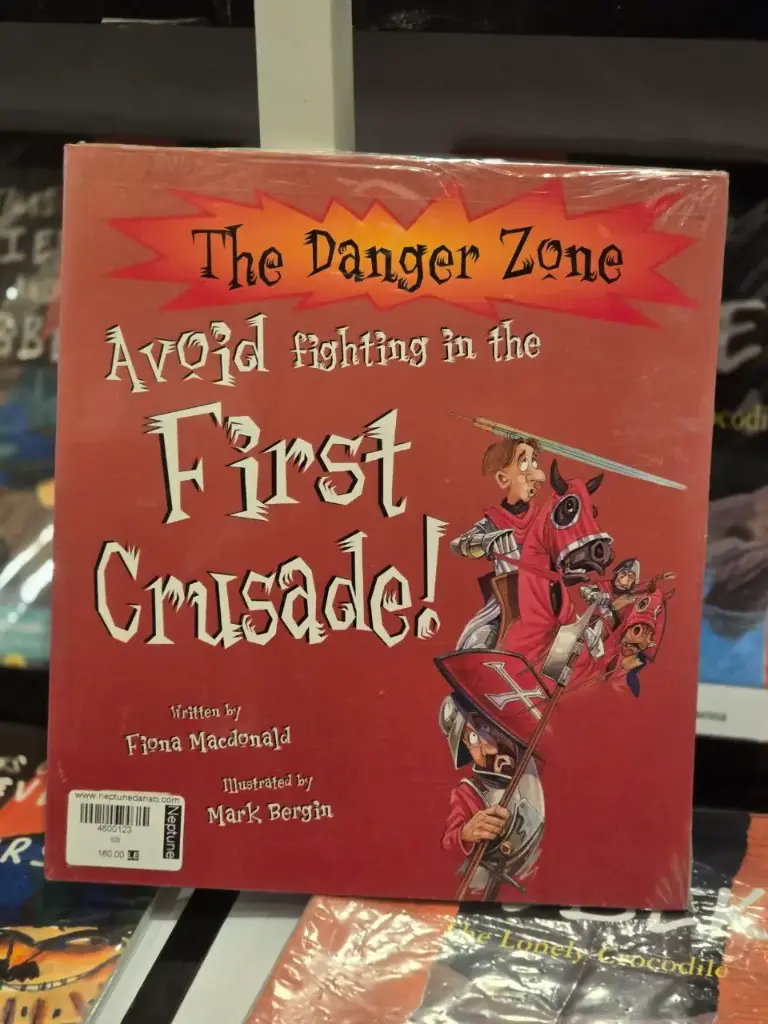 The Danger Zone
Avoid fighting in the
First
Crusade!
Written by
Fiona Macdonald
Illustrated by
Mark Bergin
www.neptunedahab.com
4600123
160.00 LE
Neptune
The Lonely Crocodile